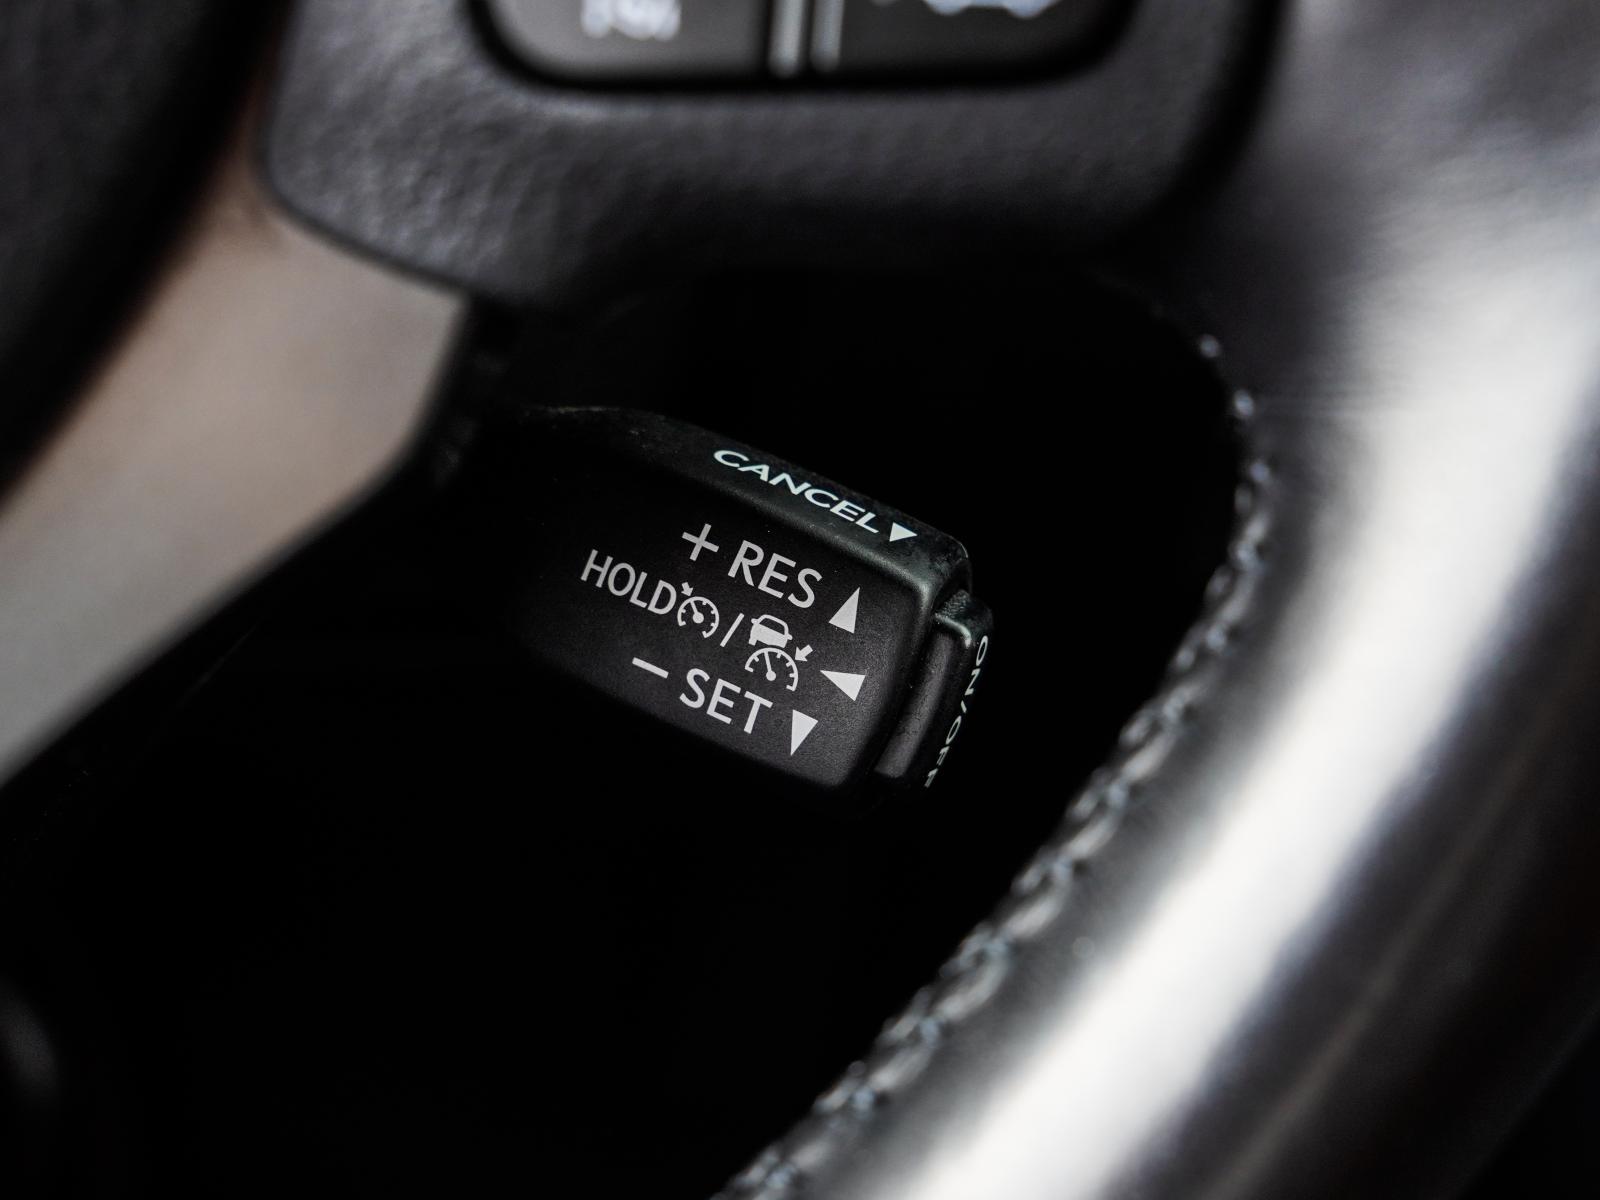 CANCEL
+ RES
HOLD /
- SET
ON/OFF